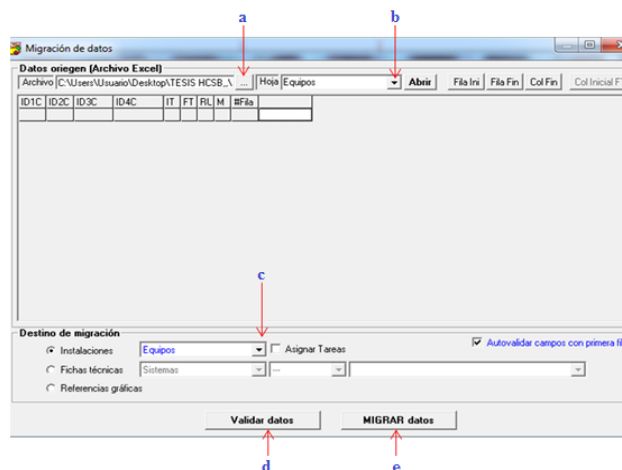 a
b
Migración de datos
Datos oriegen (Archivo Excel)
Archivo C:\Users\Usuario\Desktop\TESIS HCSB_\ ... Hoja Equipos Abrir Fila Ini Fila Fin Col Fin Col Inicial F
ID1C ID2C ID3C ID4C IT FT RL M #Fila
c
Destino de migración
Instalaciones Equipos Asignar Tareas Autovalidar campos con primera fil
Fichas técnicas Sistemas ---
Referencias gráficas
Validar datos MIGRAR datos
d
e